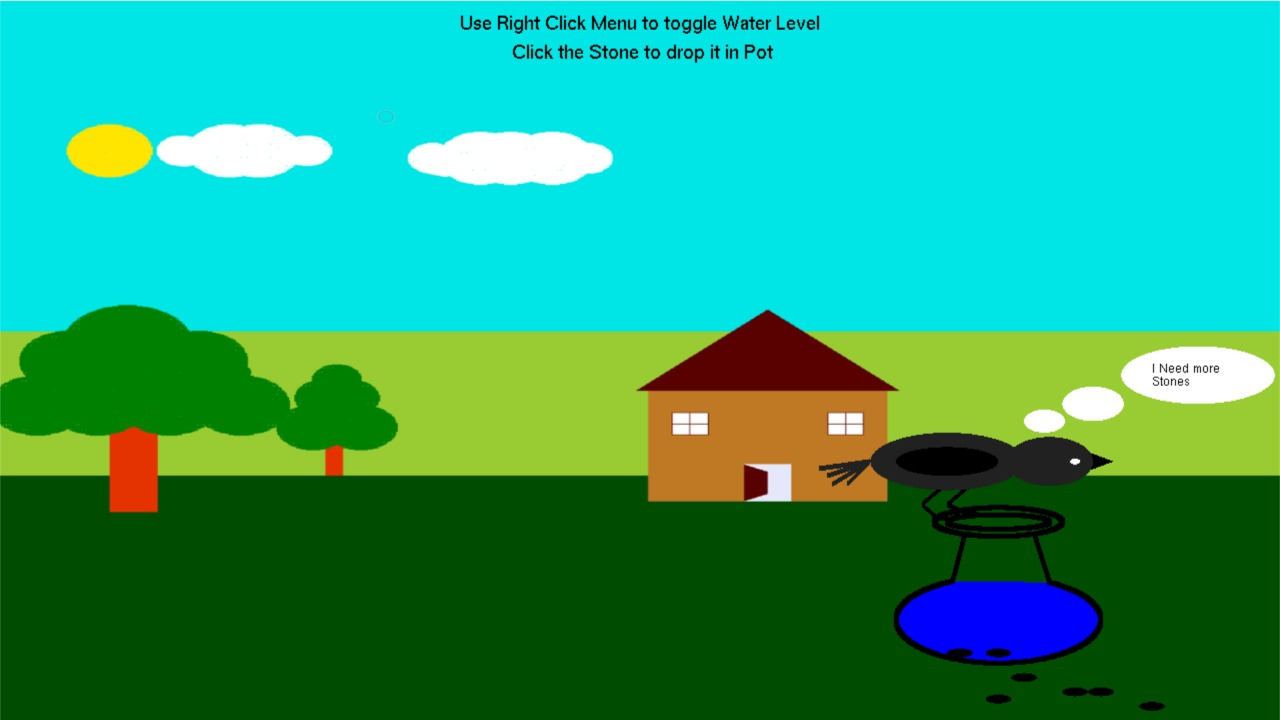 Use Right Click Menu to toggle Water Level
Click the Stone to drop it in Pot
I Need more
Stones